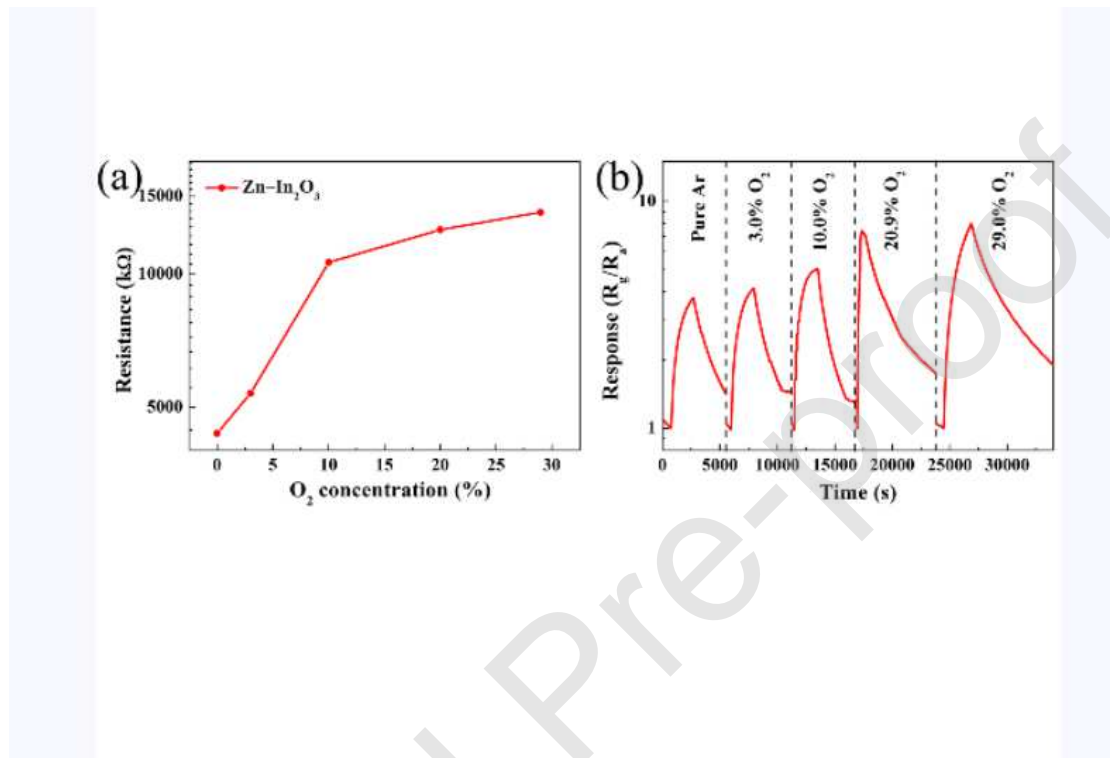 (a)
Zn−In₂O₃
15000
10000
5000
Resistance (kΩ)
0 5 10 15 20 25 30
O₂ concentration (%)
(b)
Pure Ar
3.0% O₂
10.0% O₂
20.9% O₂
29.0% O₂
10
1
Response (R_g/R_a)
0 5000 10000 15000 20000 25000 30000
Time (s)
l Pre-proof